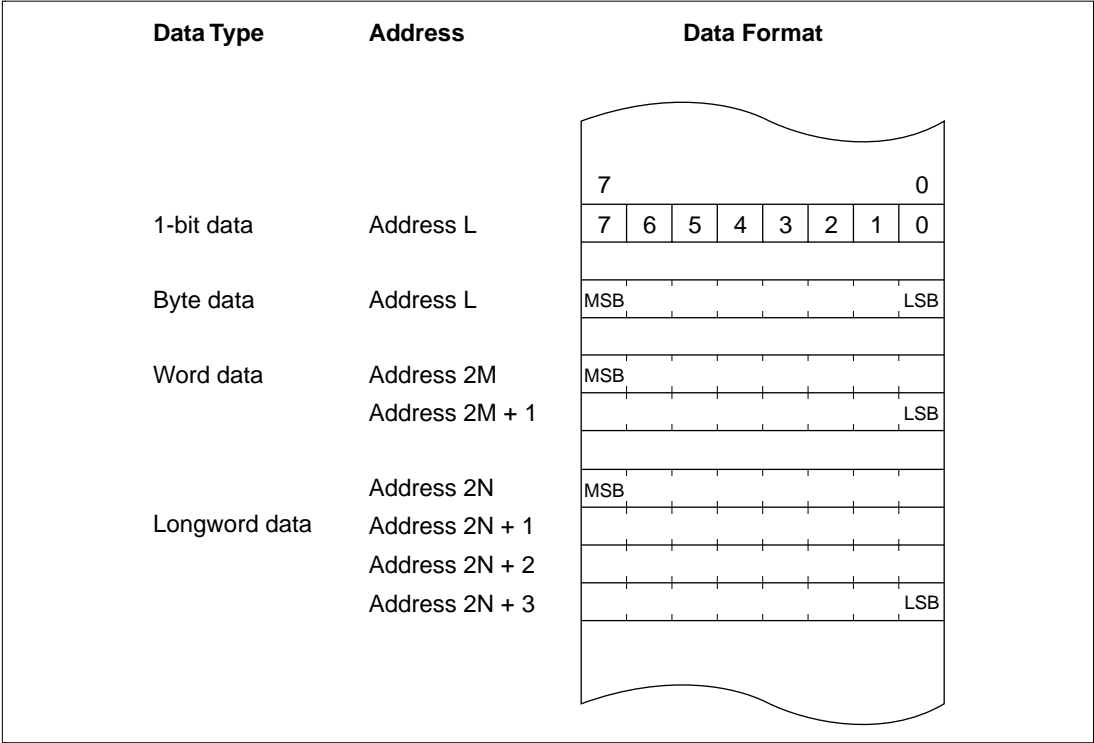 Data Type Address Data Format
7 0
1-bit data Address L 7 6 5 4 3 2 1 0
Byte data Address L MSB LSB
Word data Address 2M MSB
Address 2M + 1 LSB
Address 2N MSB
Longword data Address 2N + 1
Address 2N + 2
Address 2N + 3 LSB